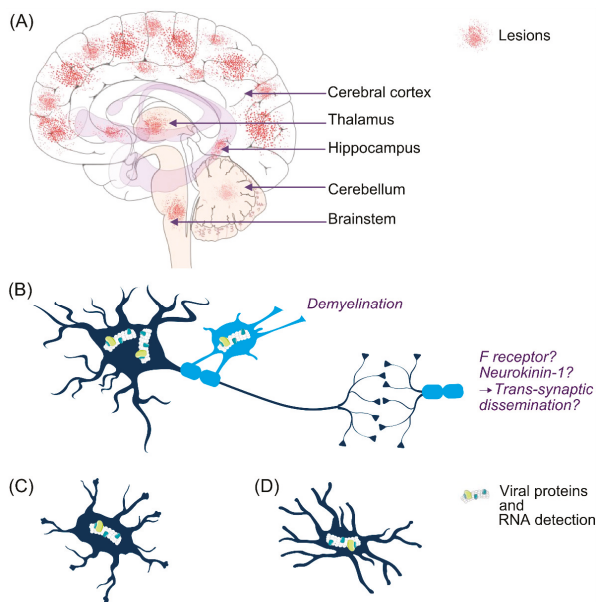 (A)
Lesions
Cerebral cortex
Thalamus
Hippocampus
Cerebellum
Brainstem
(B)
Demyelination
F receptor?
Neurokinin-1?
→ Trans-synaptic
dissemination?
(C)
(D)
Viral proteins
and
RNA detection